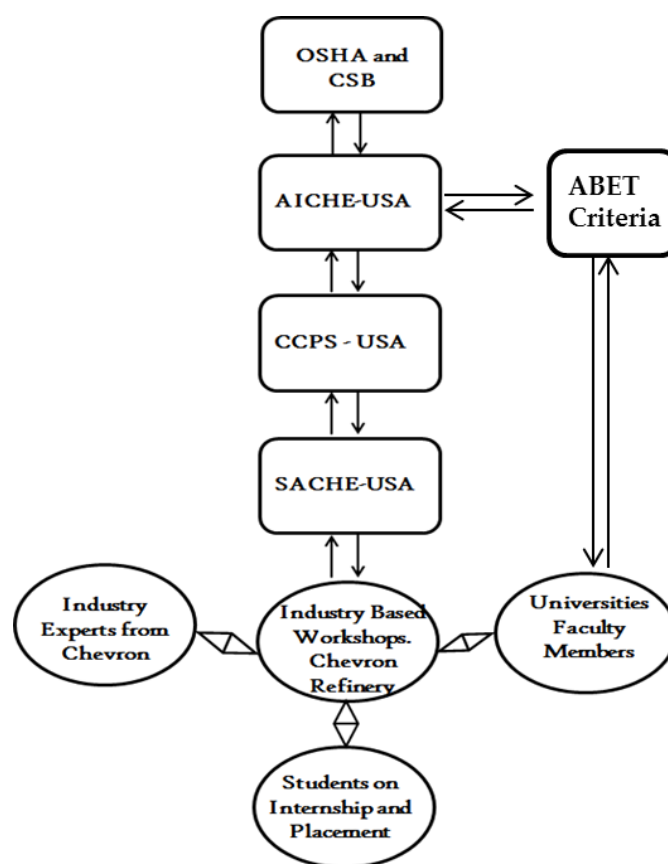 OSHA and
CSB
AICHE-USA
ABET
Criteria
CCPS - USA
SACHE-USA
Industry
Experts from
Chevron
Industry Based
Workshops.
Chevron
Refinery
Universities
Faculty
Members
Students on
Internship and
Placement